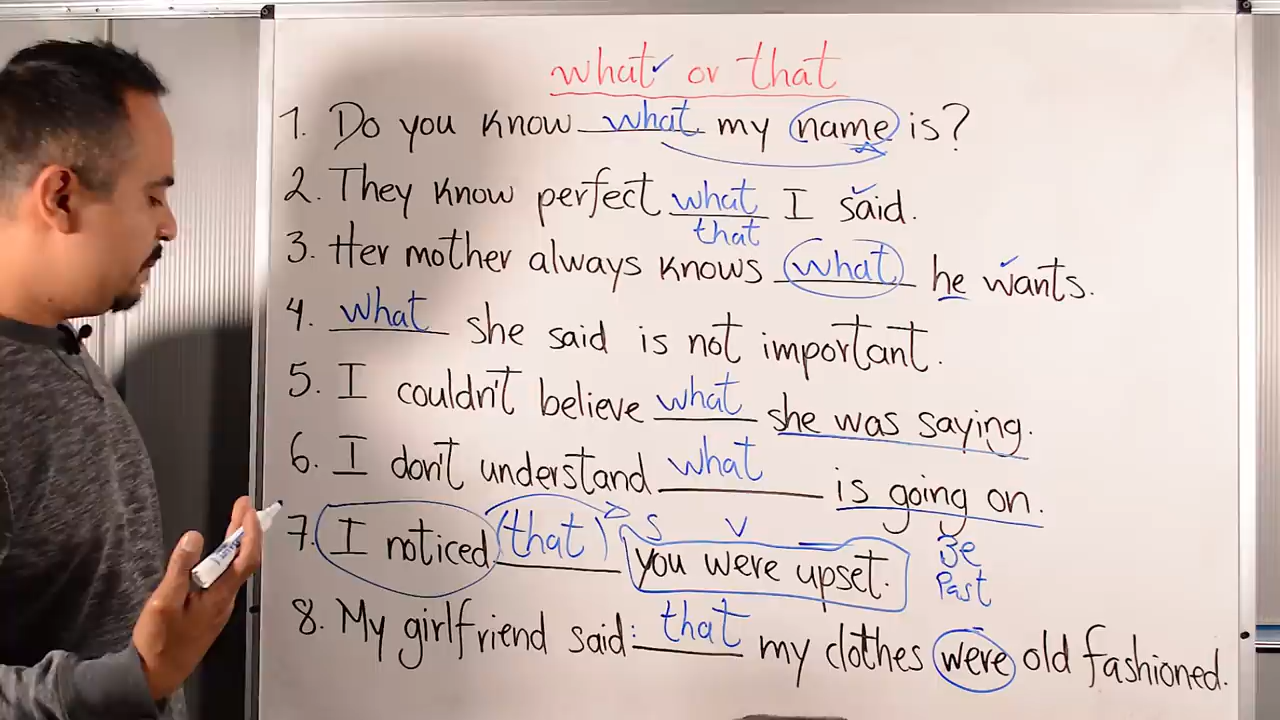 what✓ or that
1. Do you know what my name is?
2. They know perfect what I said.
that
3. Her mother always knows what he wants.
4. what she said is not important.
5. I couldn't believe what she was saying.
6. I don't understand what is going on.
S V
7. I noticed (that) you were upset.
Be
Past
8. My girlfriend said: that my clothes were old fashioned.